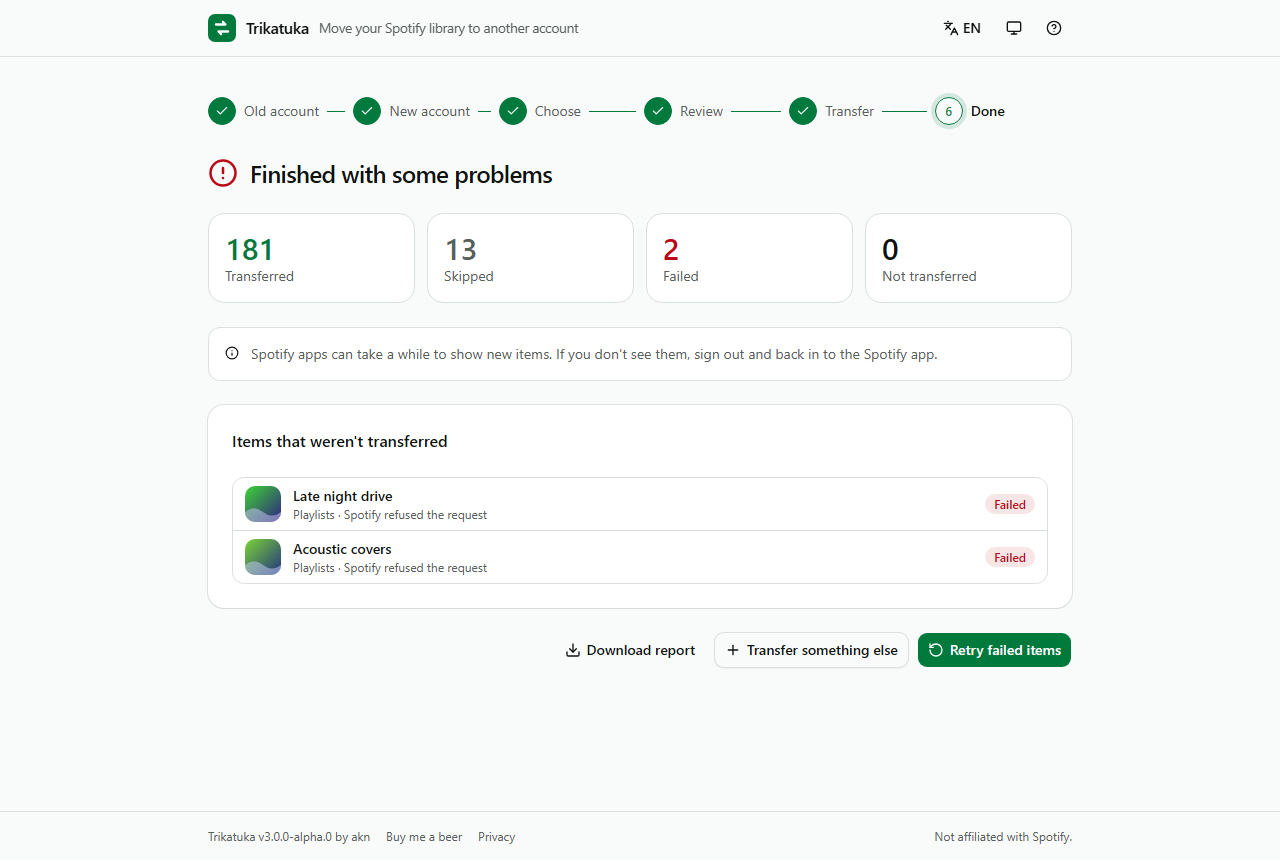 Trikatuka Move your Spotify library to another account EN
Old account New account Choose Review Transfer 6 Done
Finished with some problems
181 13 2 0
Transferred Skipped Failed Not transferred
Spotify apps can take a while to show new items. If you don't see them, sign out and back in to the Spotify app.
Items that weren't transferred
Late night drive
Playlists · Spotify refused the request Failed
Acoustic covers
Playlists · Spotify refused the request Failed
Download report Transfer something else Retry failed items
Trikatuka v3.0.0-alpha.0 by akn Buy me a beer Privacy Not affiliated with Spotify.